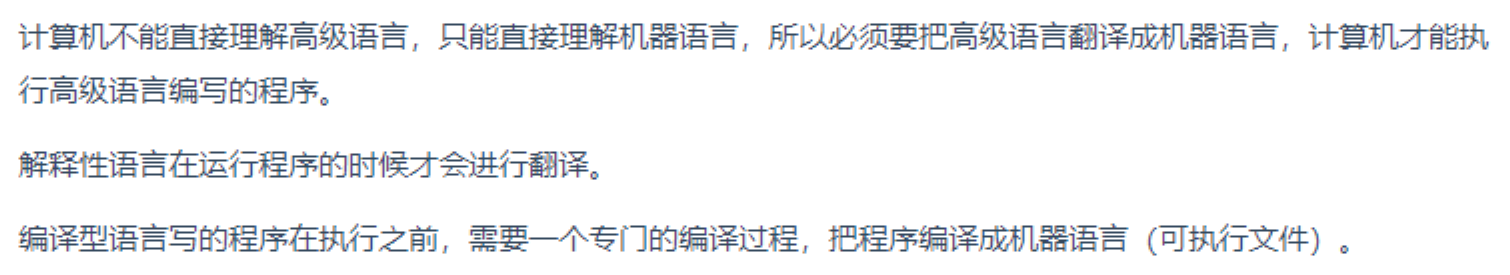 计算机不能直接理解高级语言，只能直接理解机器语言，所以必须要把高级语言翻译成机器语言，计算机才能执
行高级语言编写的程序。
解释性语言在运行程序的时候才会进行翻译。
编译型语言写的程序在执行之前，需要一个专门的编译过程，把程序编译成机器语言（可执行文件）。